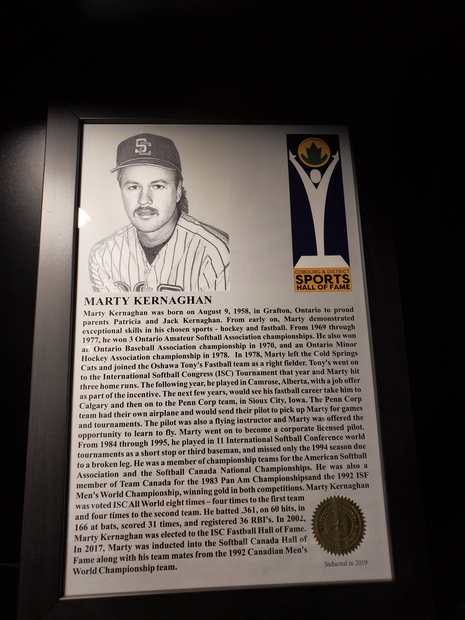 SC
COBOURG & DISTRICT
SPORTS
HALL OF FAME
MARTY KERNAGHAN
Marty Kernaghan was born on August 9, 1958, in Grafton, Ontario to proud
parents Patricia and Jack Kernaghan. From early on, Marty demonstrated
exceptional skills in his chosen sports - hockey and fastball. From 1969 through
1977, he won 3 Ontario Amateur Softball Association championships. He also won
an Ontario Baseball Association championship in 1970, and an Ontario Minor
Hockey Association championship in 1978. In 1978, Marty left the Cold Springs
Cats and joined the Oshawa Tony's Fastball team as a right fielder. Tony's went on
to the International Softball Congress (ISC) Tournament that year and Marty hit
three home runs. The following year, he played in Camrose, Alberta, with a job offer
as part of the incentive. The next few years, would see his fastball career take him to
Calgary and then on to the Penn Corp team, in Sioux City, Iowa. The Penn Corp
team had their own airplane and would send their pilot to pick up Marty for games
and tournaments. The pilot was also a flying instructor and Marty was offered the
opportunity to learn to fly. Marty went on to become a corporate licensed pilot.
From 1984 through 1995, he played in 11 International Softball Conference world
tournaments as a short stop or third baseman, and missed only the 1994 season due
to a broken leg. He was a member of championship teams for the American Softball
Association and the Softball Canada National Championships. He was also a
member of Team Canada for the 1983 Pan Am Championshipsand the 1992 ISF
Men's World Championship, winning gold in both competitions. Marty Kernaghan
was voted ISC All World eight times – four times to the first team
and four times to the second team. He batted .361, on 60 hits, in
166 at bats, scored 31 times, and registered 36 RBI's. In 2002,
Marty Kernaghan was elected to the ISC Fastball Hall of Fame.
In 2017, Marty was inducted into the Softball Canada Hall of
Fame along with his team mates from the 1992 Canadian Men's
World Championship team.
Inducted in 2019